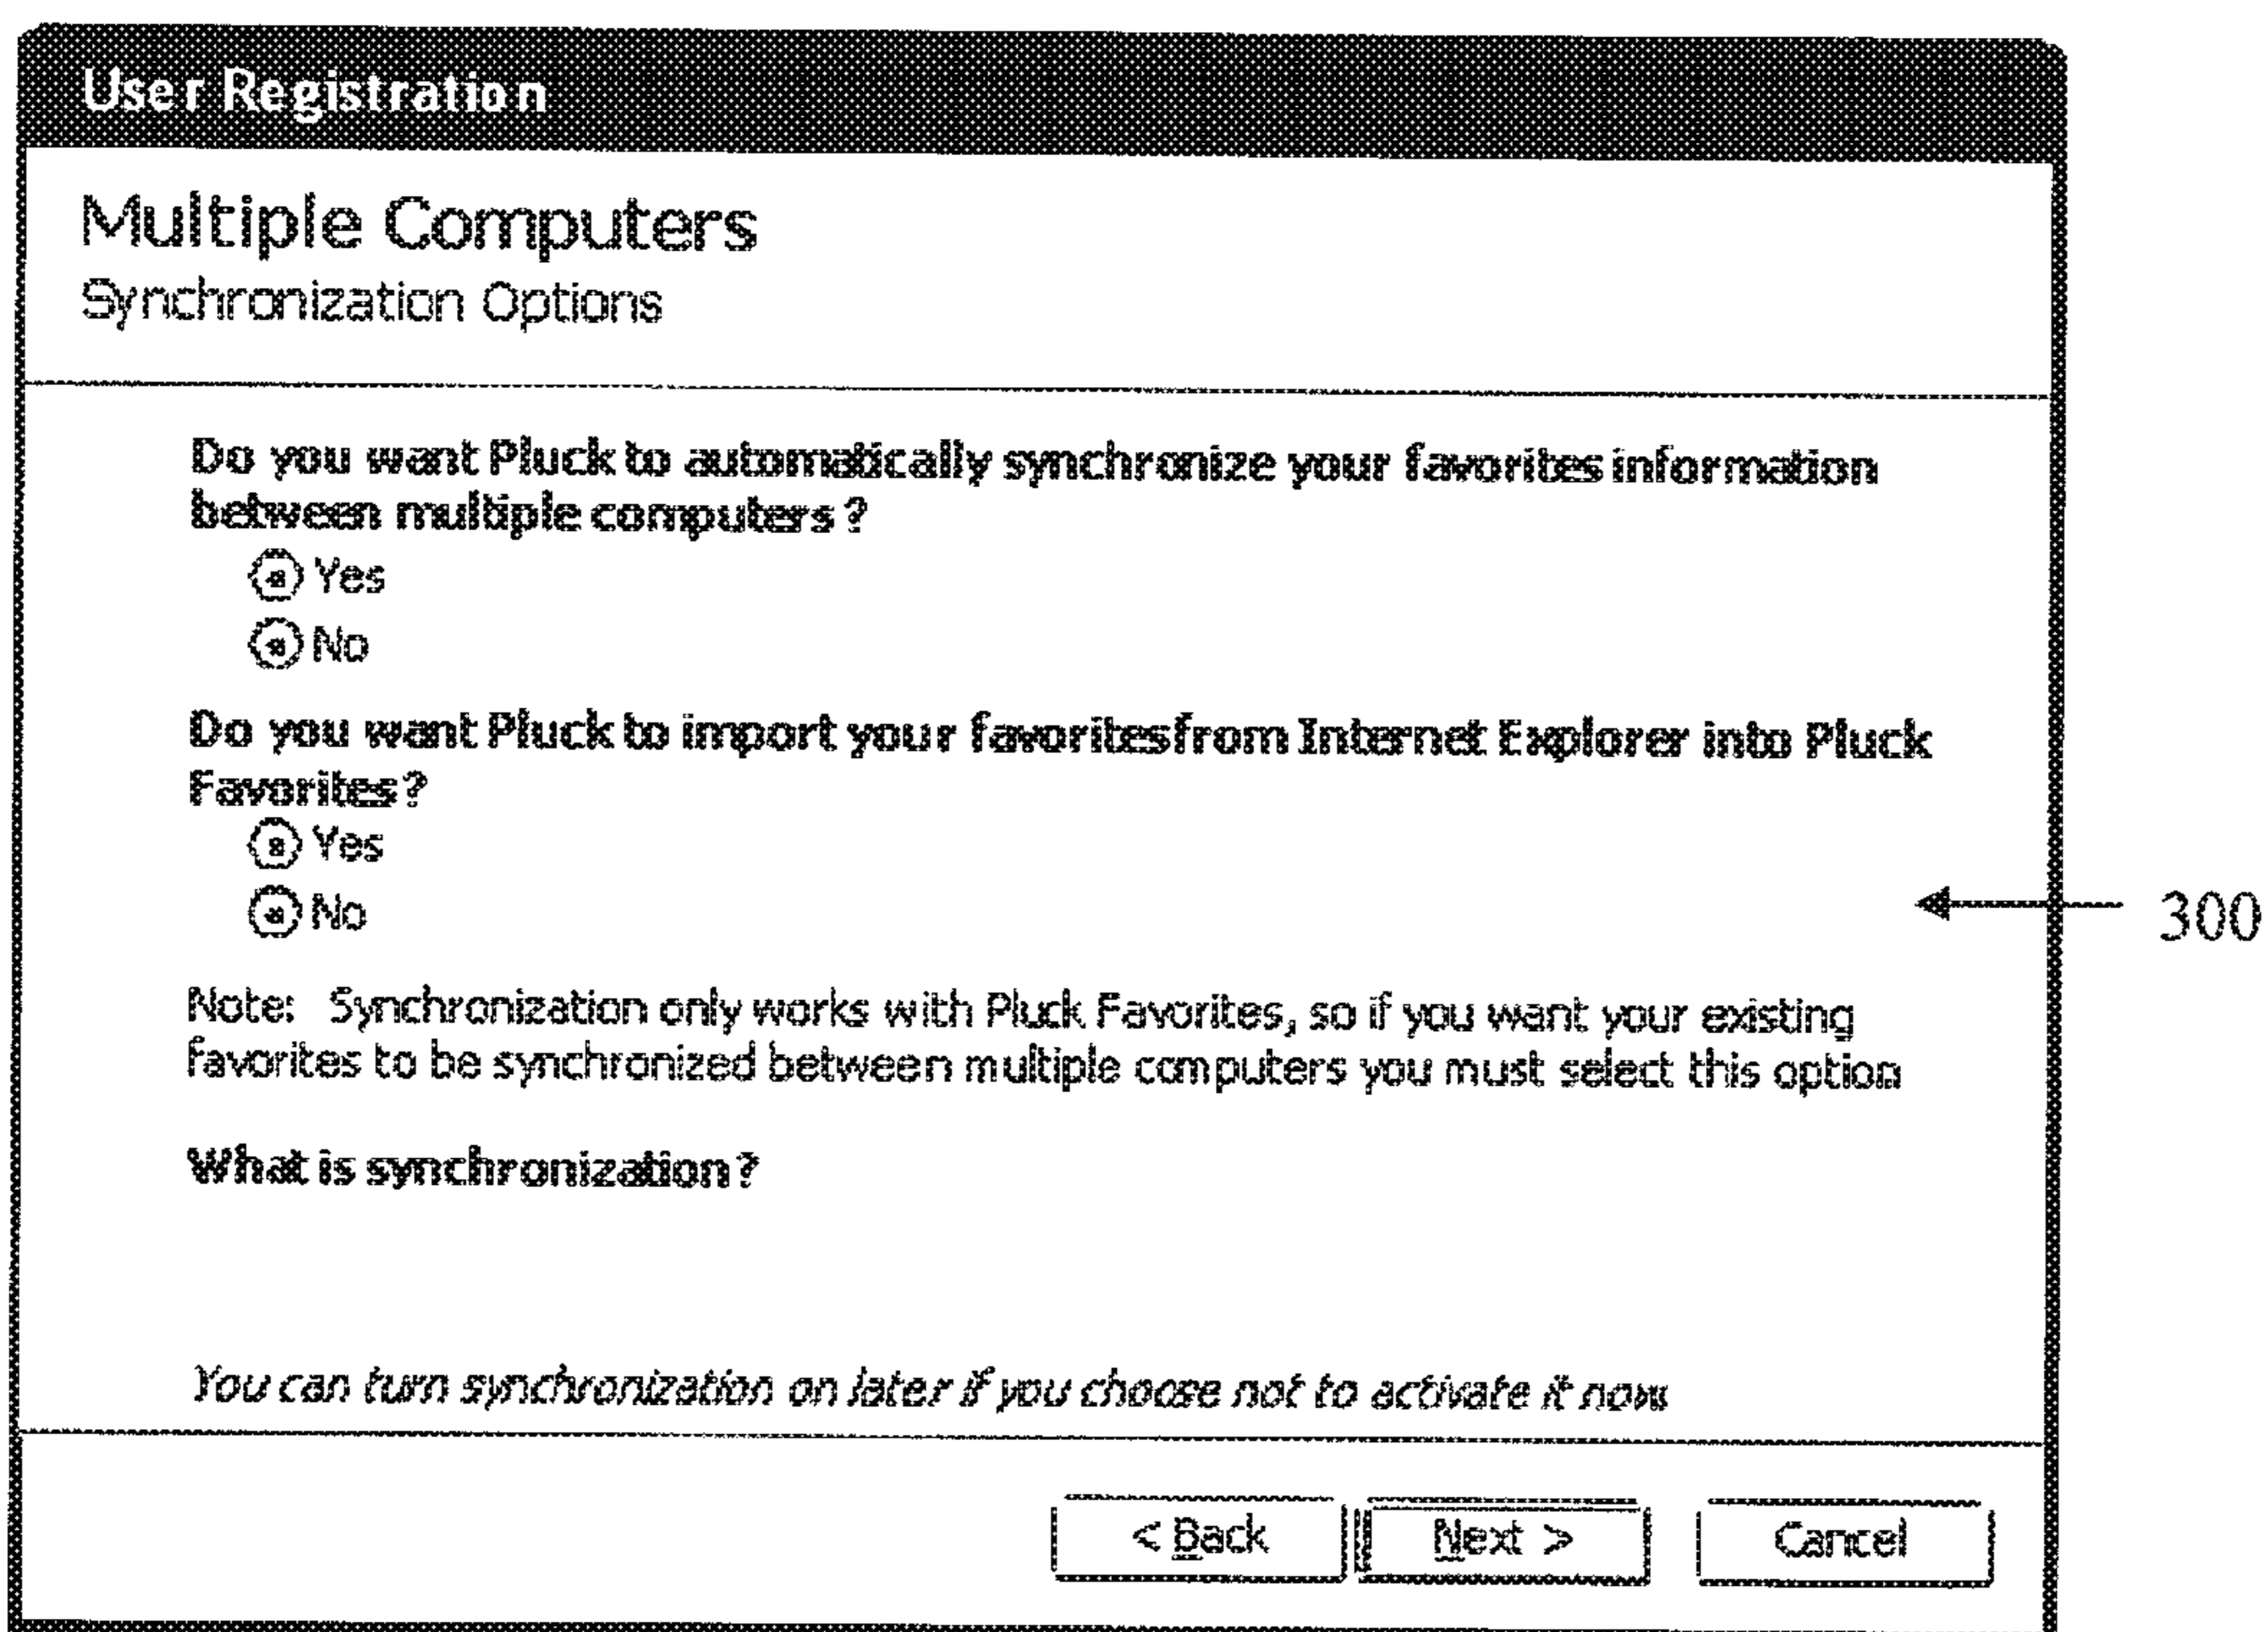 User Registration
Multiple Computers
Synchronization Options
Do you want Pluck to automatically synchronize your favorites information
between multiple computers?
Yes
No
Do you want Pluck to import your favorites from Internet Explorer into Pluck
Favorites?
Yes
No
300
Note: Synchronization only works with Pluck Favorites, so if you want your existing
favorites to be synchronized between multiple computers you must select this option
What is synchronization?
You can turn synchronization on later if you choose not to activate it now.
< Back
Next >
Cancel